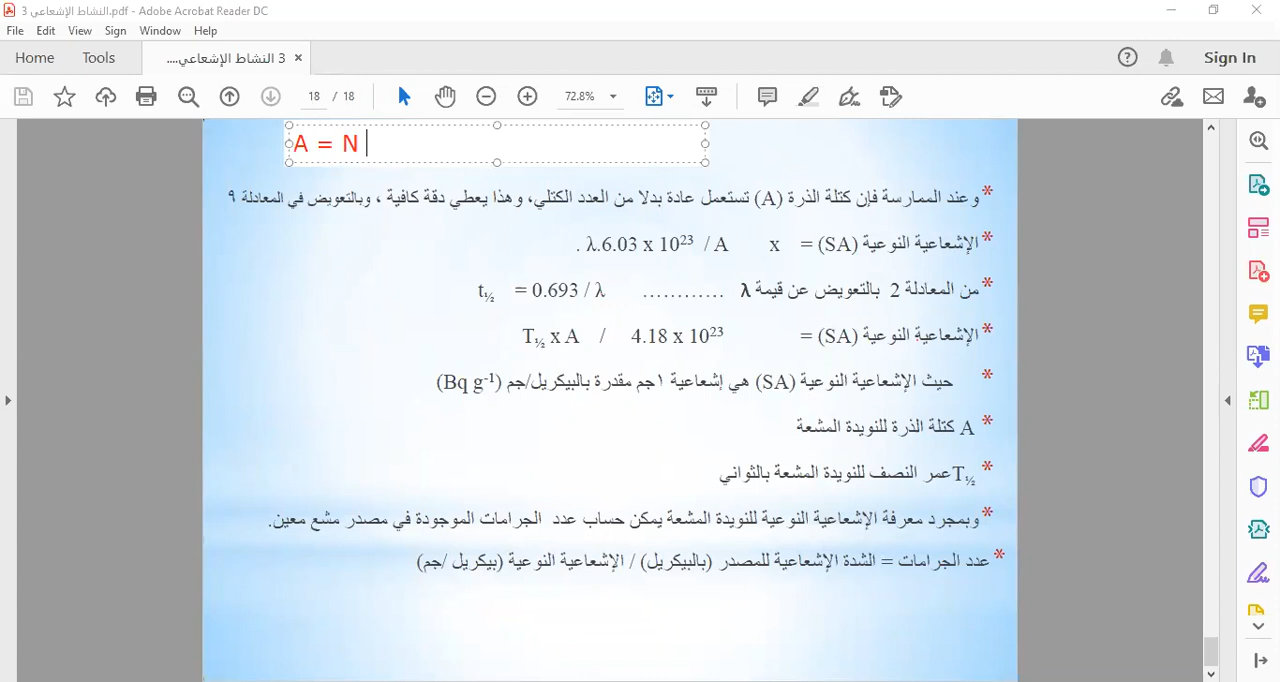 النشاط الإشعاعي 3.pdf - Adobe Acrobat Reader DC
File Edit View Sign Window Help
Home Tools 3 النشاط الإشعاعي.... × Sign In
18 / 18 72.8%
A = N
*وعند الممارسة فإن كتلة الذرة (A) تستعمل عادة بدلا من العدد الكتلي، وهذا يعطي دقة كافية ، وبالتعويض في المعادلة ٩
*الإشعاعية النوعية (SA) = x λ.6.03 x 10²³ / A .
*من المعادلة 2 بالتعويض عن قيمة λ ............ t½ = 0.693 / λ
*الإشعاعية النوعية (SA) = T½ x A / 4.18 x 10²³
* حيث الإشعاعية النوعية (SA) هي إشعاعية ١جم مقدرة بالبيكريل/جم (Bq g⁻¹)
* A كتلة الذرة للنويدة المشعة
* T½عمر النصف للنويدة المشعة بالثواني
*وبمجرد معرفة الإشعاعية النوعية للنويدة المشعة يمكن حساب عدد الجرامات الموجودة في مصدر مشع معين.
* عدد الجرامات = الشدة الإشعاعية للمصدر (بالبيكريل) / الإشعاعية النوعية (بيكريل /جم)